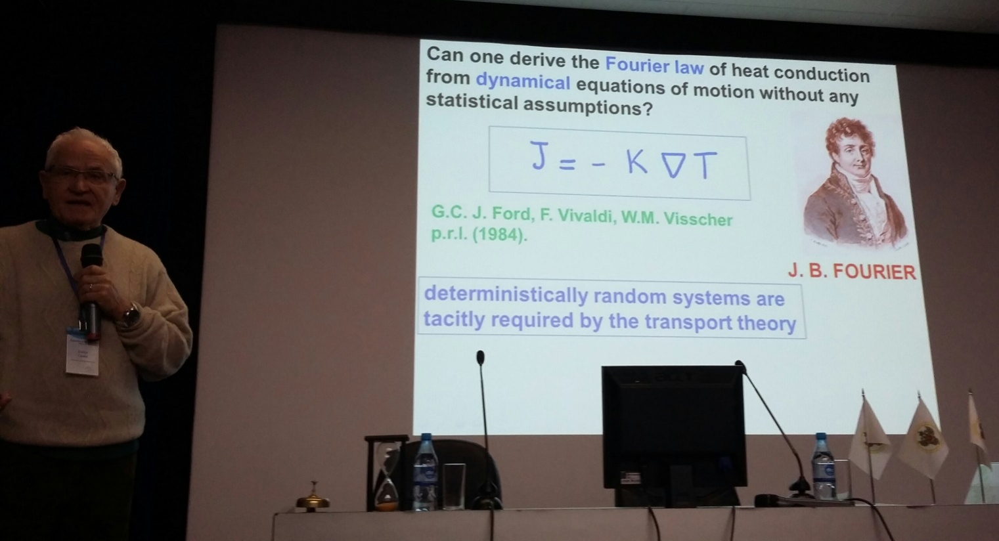 Can one derive the Fourier law of heat conduction
from dynamical equations of motion without any
statistical assumptions?
J = - K ∇ T
G.C. J. Ford, F. Vivaldi, W.M. Visscher
p.r.l. (1984).
J. B. FOURIER
deterministically random systems are
tacitly required by the transport theory
acer